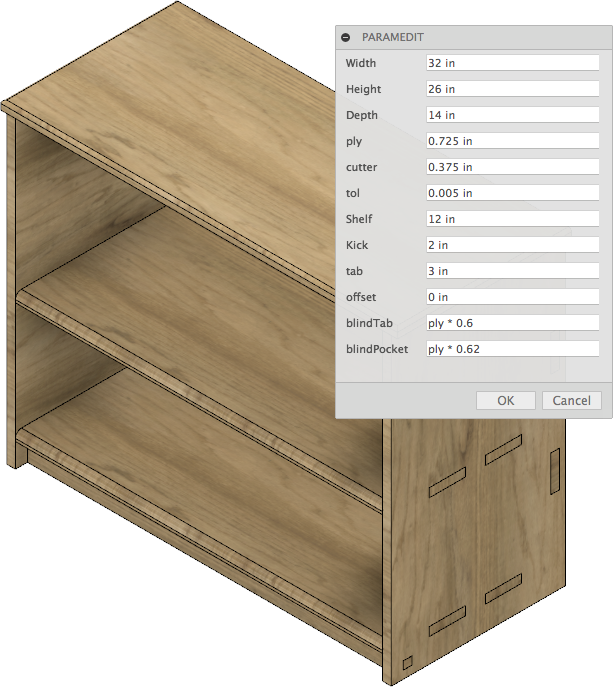 PARAMEDIT
Width 32 in
Height 26 in
Depth 14 in
ply 0.725 in
cutter 0.375 in
tol 0.005 in
Shelf 12 in
Kick 2 in
tab 3 in
offset 0 in
blindTab ply * 0.6
blindPocket ply * 0.62
OK Cancel